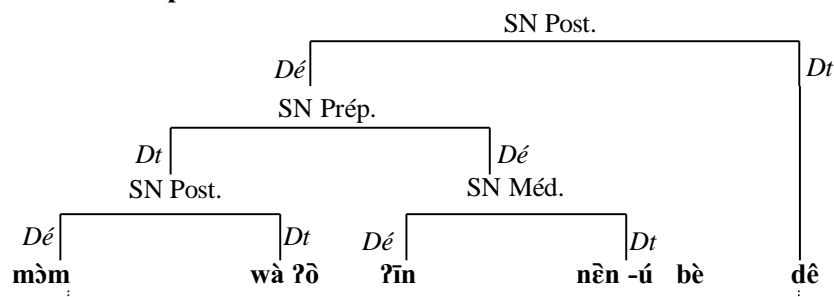 SN Post.
Dé Dt
SN Prép.
Dt Dé
SN Post. SN Méd.
Dé Dt Dé Dt
mɔ̀m wà ʔò ʔīn nɛ̄ǹ -ú bè dê